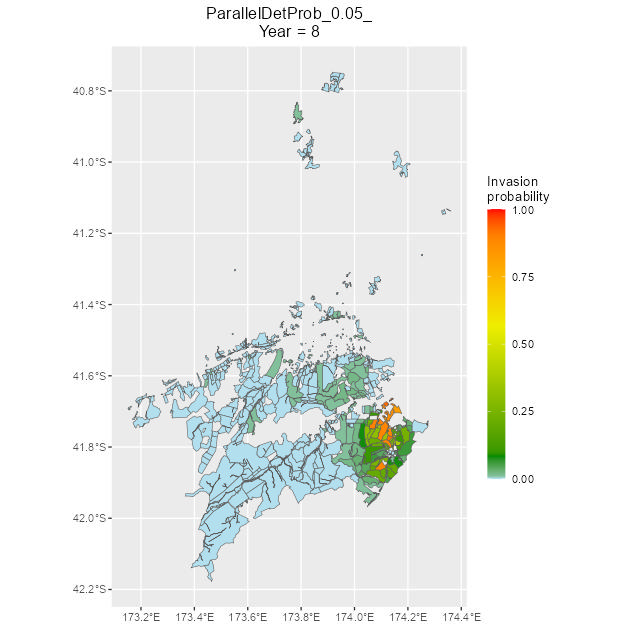 ParallelDetProb_0.05_
Year = 8
40.8°S
41.0°S
41.2°S
41.4°S
41.6°S
41.8°S
42.0°S
42.2°S
173.2°E 173.4°E 173.6°E 173.8°E 174.0°E 174.2°E 174.4°E
Invasion
probability
1.00
0.75
0.50
0.25
0.00